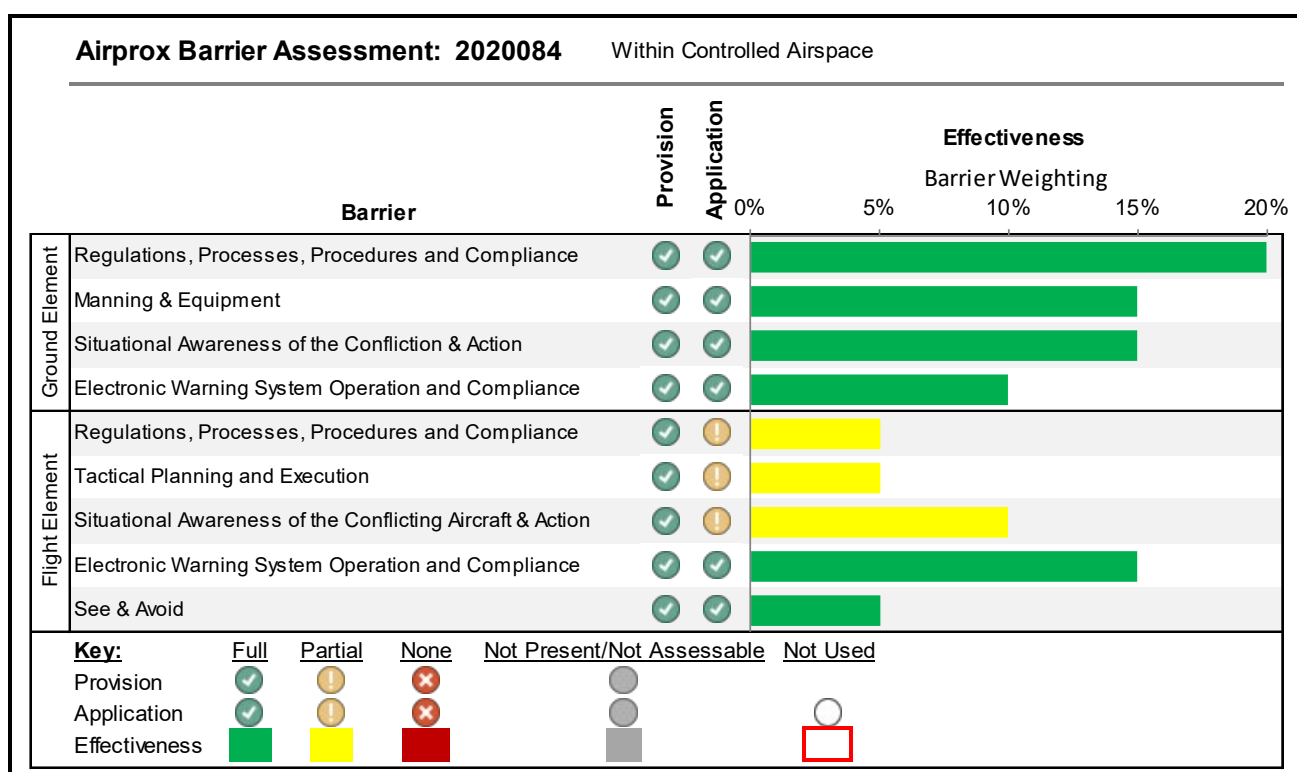 Airprox Barrier Assessment: 2020084 Within Controlled Airspace
Provision
Application
Effectiveness
Barrier Weighting
Barrier
0% 5% 10% 15% 20%
Ground Element
Regulations, Processes, Procedures and Compliance
Manning & Equipment
Situational Awareness of the Confliction & Action
Electronic Warning System Operation and Compliance
Flight Element
Regulations, Processes, Procedures and Compliance
Tactical Planning and Execution
Situational Awareness of the Conflicting Aircraft & Action
Electronic Warning System Operation and Compliance
See & Avoid
Key: Full Partial None Not Present/Not Assessable Not Used
Provision
Application
Effectiveness